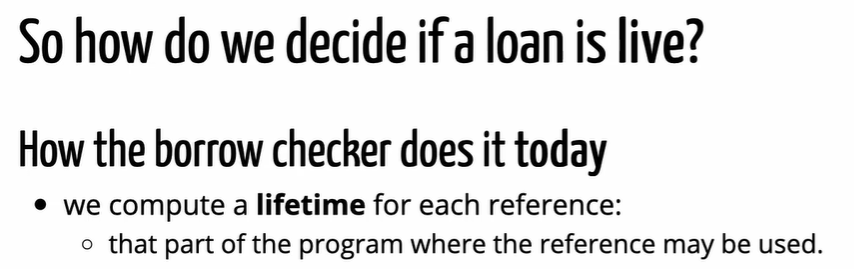 So how do we decide if a loan is live?
How the borrow checker does it today
• we compute a lifetime for each reference:
◦ that part of the program where the reference may be used.